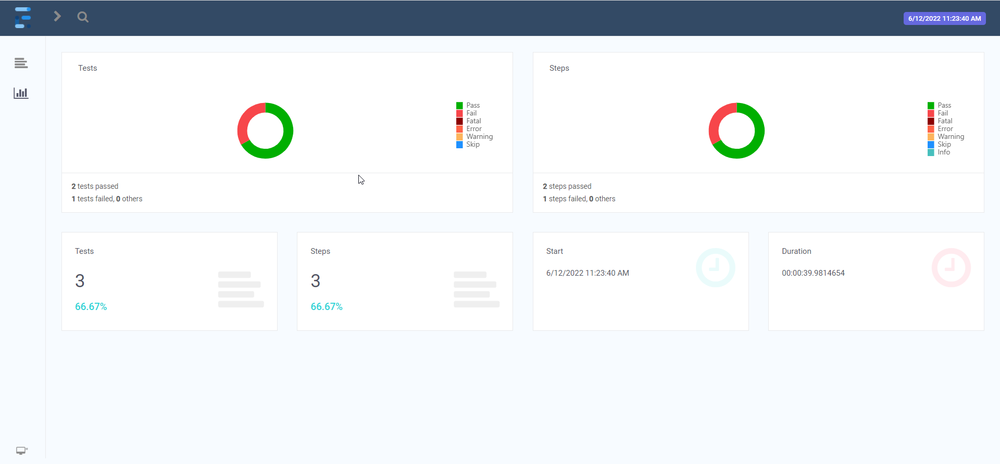 6/12/2022 11:23:40 AM
Tests
Pass
Fail
Fatal
Error
Warning
Skip
2 tests passed
1 tests failed, 0 others
Steps
Pass
Fail
Fatal
Error
Warning
Skip
Info
2 steps passed
1 steps failed, 0 others
Tests
3
66.67%
Steps
3
66.67%
Start
6/12/2022 11:23:40 AM
Duration
00:00:39.9814654